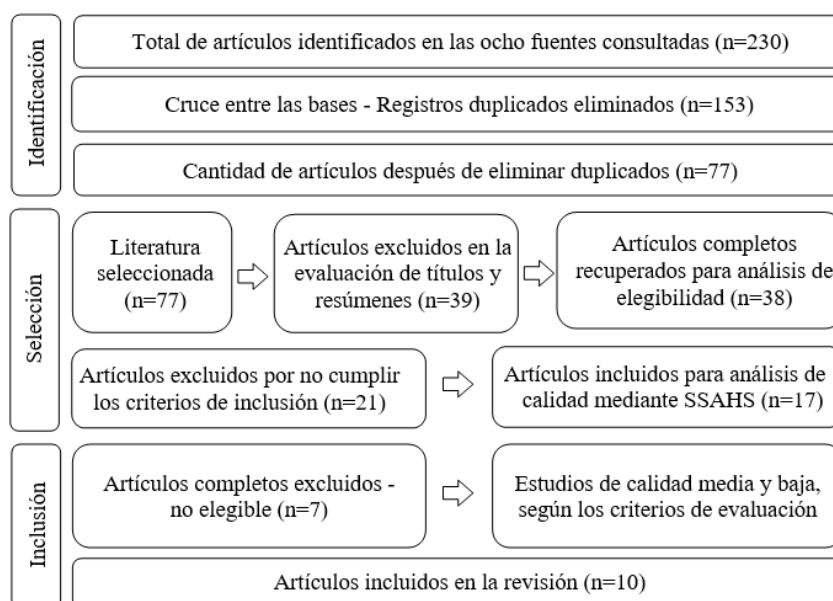 Identificación
Total de artículos identificados en las ocho fuentes consultadas (n=230)
Cruce entre las bases - Registros duplicados eliminados (n=153)
Cantidad de artículos después de eliminar duplicados (n=77)
Selección
Literatura
seleccionada
(n=77)
Artículos excluidos en la
evaluación de títulos y
resúmenes (n=39)
Artículos completos
recuperados para análisis de
elegibilidad (n=38)
Artículos excluidos por no cumplir
los criterios de inclusión (n=21)
Artículos incluidos para análisis de
calidad mediante SSAHS (n=17)
Inclusión
Artículos completos excluidos -
no elegible (n=7)
Estudios de calidad media y baja,
según los criterios de evaluación
Artículos incluidos en la revisión (n=10)